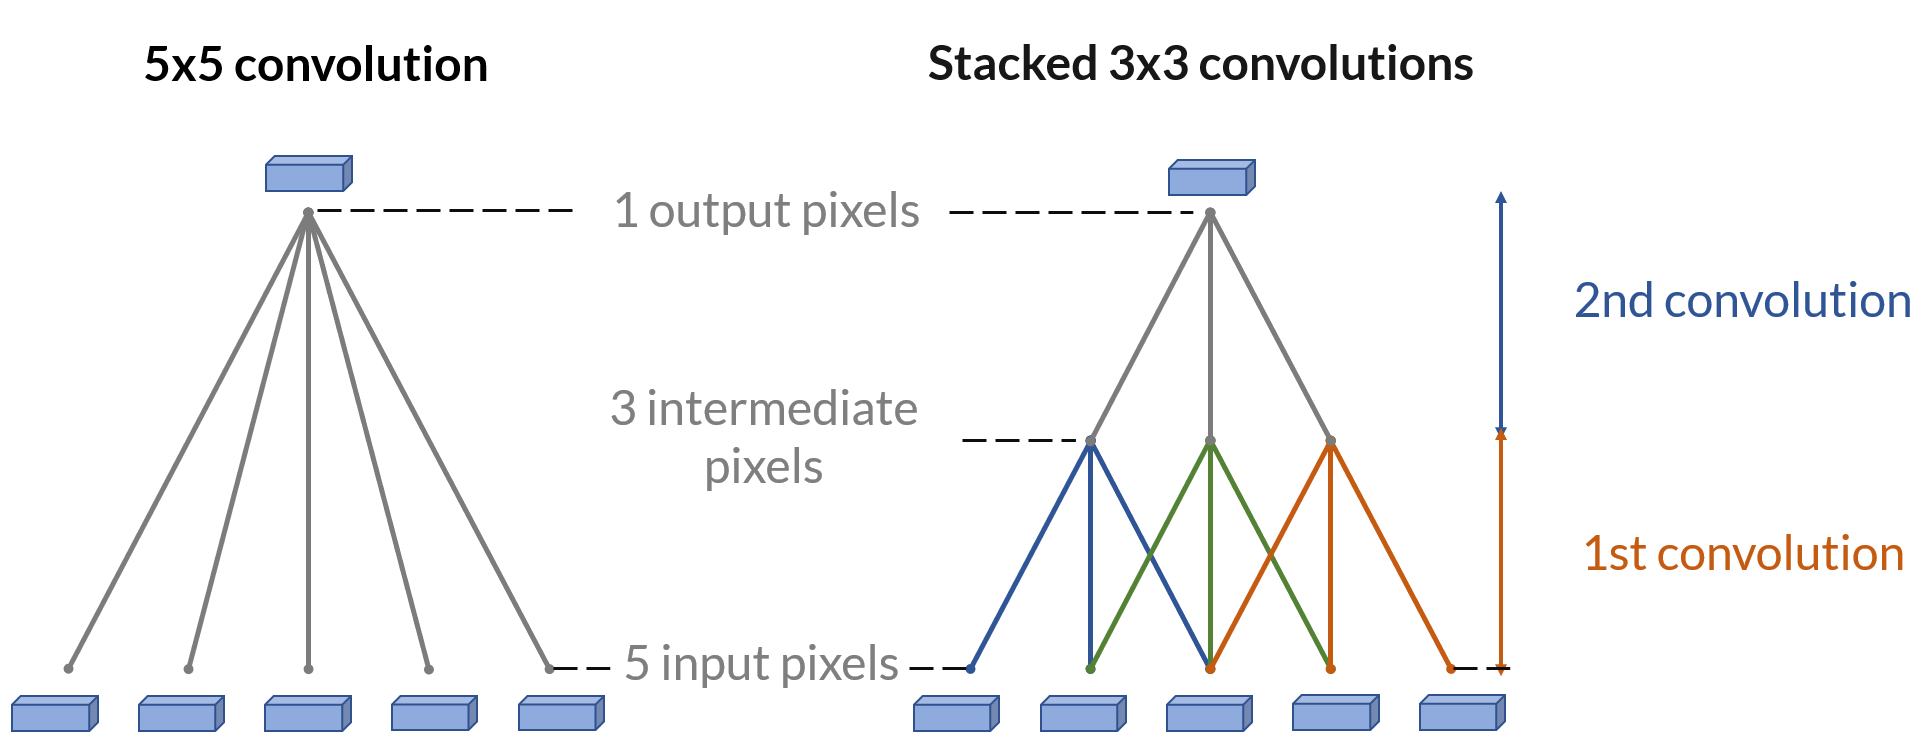 5x5 convolution
Stacked 3x3 convolutions
1 output pixels
2nd convolution
3 intermediate
pixels
1st convolution
5 input pixels